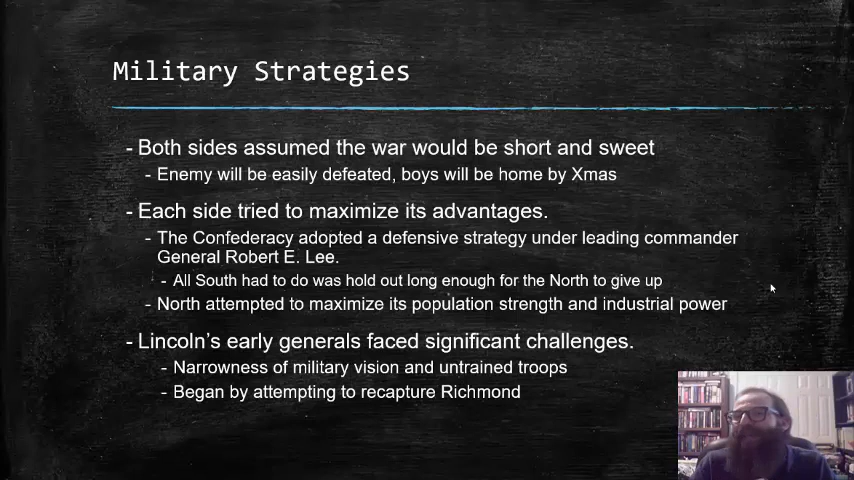 Military Strategies
- Both sides assumed the war would be short and sweet
- Enemy will be easily defeated, boys will be home by Xmas
- Each side tried to maximize its advantages.
- The Confederacy adopted a defensive strategy under leading commander
General Robert E. Lee.
- All South had to do was hold out long enough for the North to give up
- North attempted to maximize its population strength and industrial power
- Lincoln’s early generals faced significant challenges.
- Narrowness of military vision and untrained troops
- Began by attempting to recapture Richmond